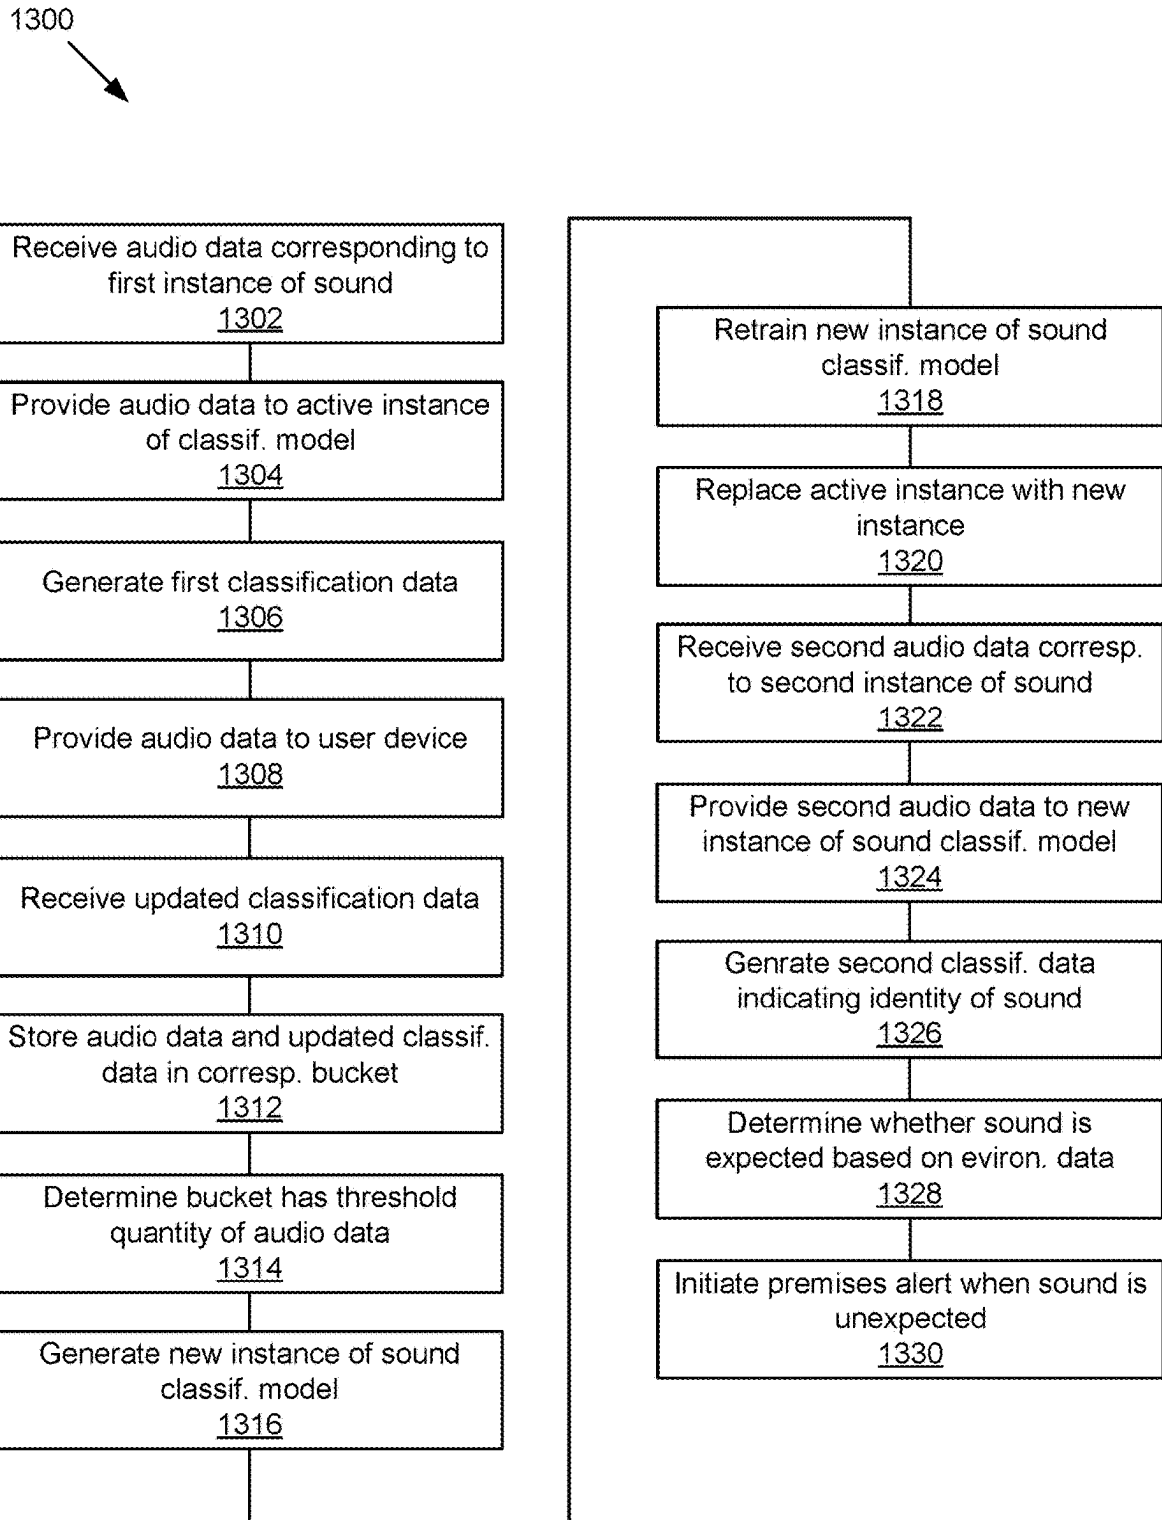 1300
Receive audio data corresponding to
first instance of sound
1302
Provide audio data to active instance
of classif. model
1304
Generate first classification data
1306
Provide audio data to user device
1308
Receive updated classification data
1310
Store audio data and updated classif.
data in corresp. bucket
1312
Determine bucket has threshold
quantity of audio data
1314
Generate new instance of sound
classif. model
1316
Retrain new instance of sound
classif. model
1318
Replace active instance with new
instance
1320
Receive second audio data corresp.
to second instance of sound
1322
Provide second audio data to new
instance of sound classif. model
1324
Genrate second classif. data
indicating identity of sound
1326
Determine whether sound is
expected based on eviron. data
1328
Initiate premises alert when sound is
unexpected
1330